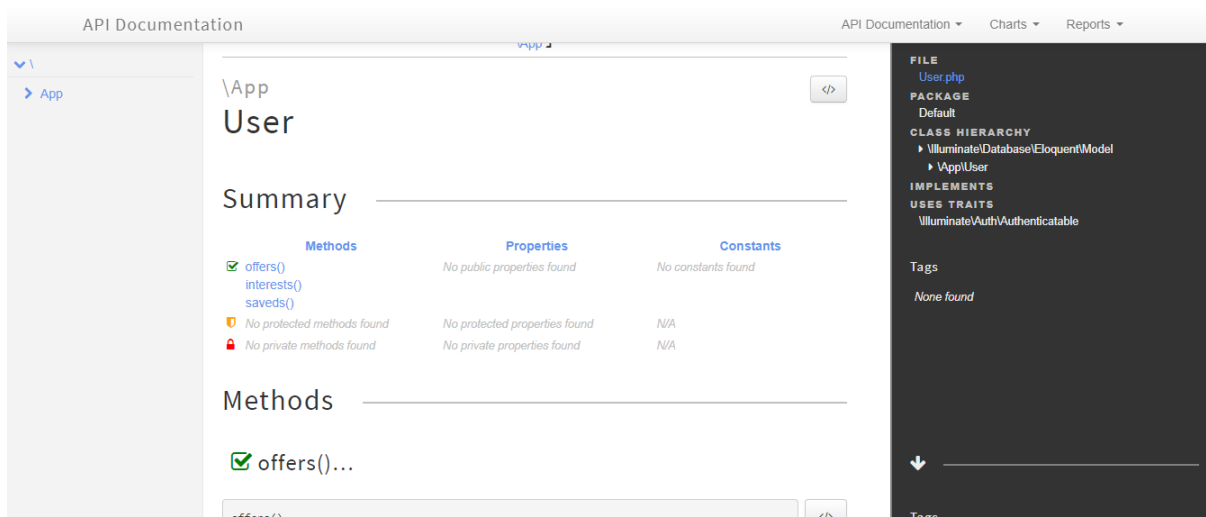 API Documentation
API Documentation Charts Reports
\
App
\App
\App
</>
User
Summary
Methods Properties Constants
offers() No public properties found No constants found
interests()
saveds()
No protected methods found No protected properties found N/A
No private methods found No private properties found N/A
Methods
offers()...
offers()
</>
FILE
User.php
PACKAGE
Default
CLASS HIERARCHY
\Illuminate\Database\Eloquent\Model
\App\User
IMPLEMENTS
USES TRAITS
\Illuminate\Auth\Authenticatable
Tags
None found
Tags